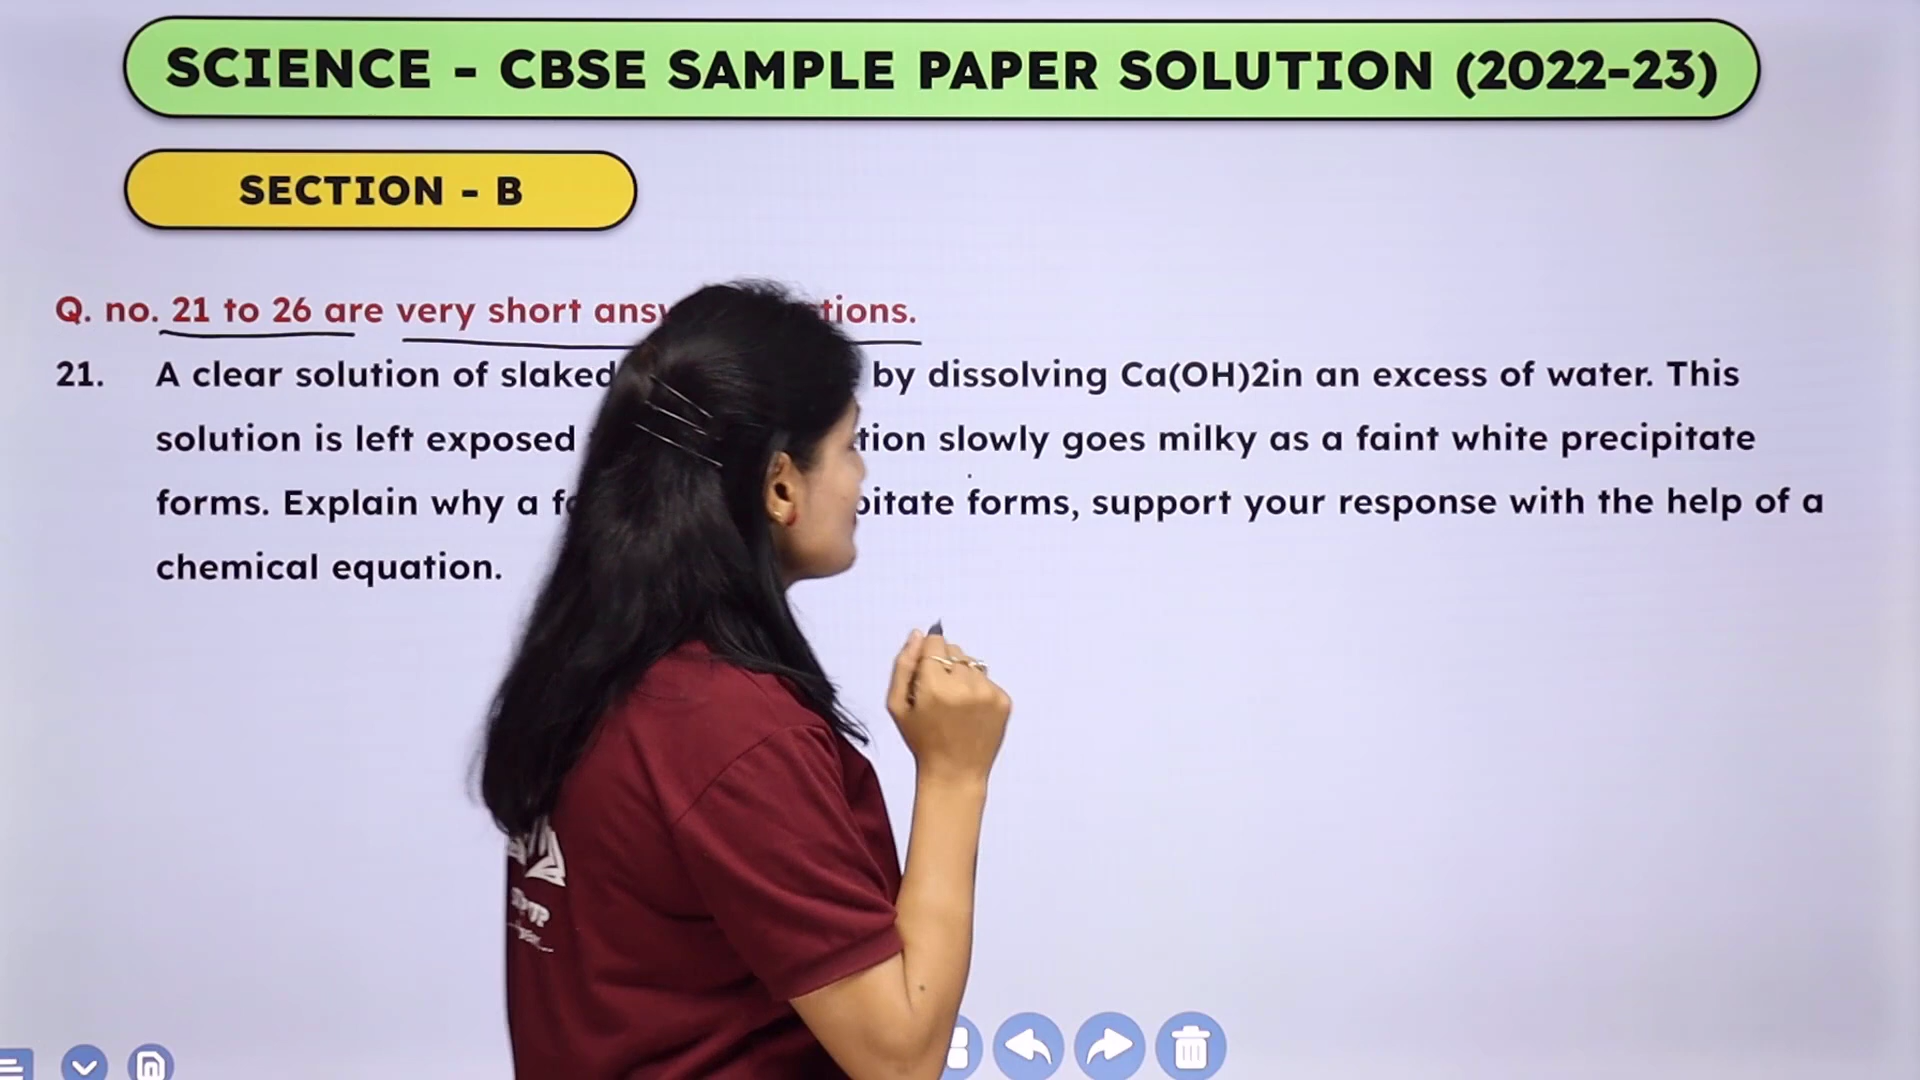 SCIENCE - CBSE SAMPLE PAPER SOLUTION (2022-23)
SECTION - B
Q. no. 21 to 26 are very short tions.
21. A clear solution of slaked by dissolving Ca(OH)2in an excess of water. This
solution is left exposed tion slowly goes milky as a faint white precipitate
forms. Explain why a forms, support your response with the help of a
chemical equation.